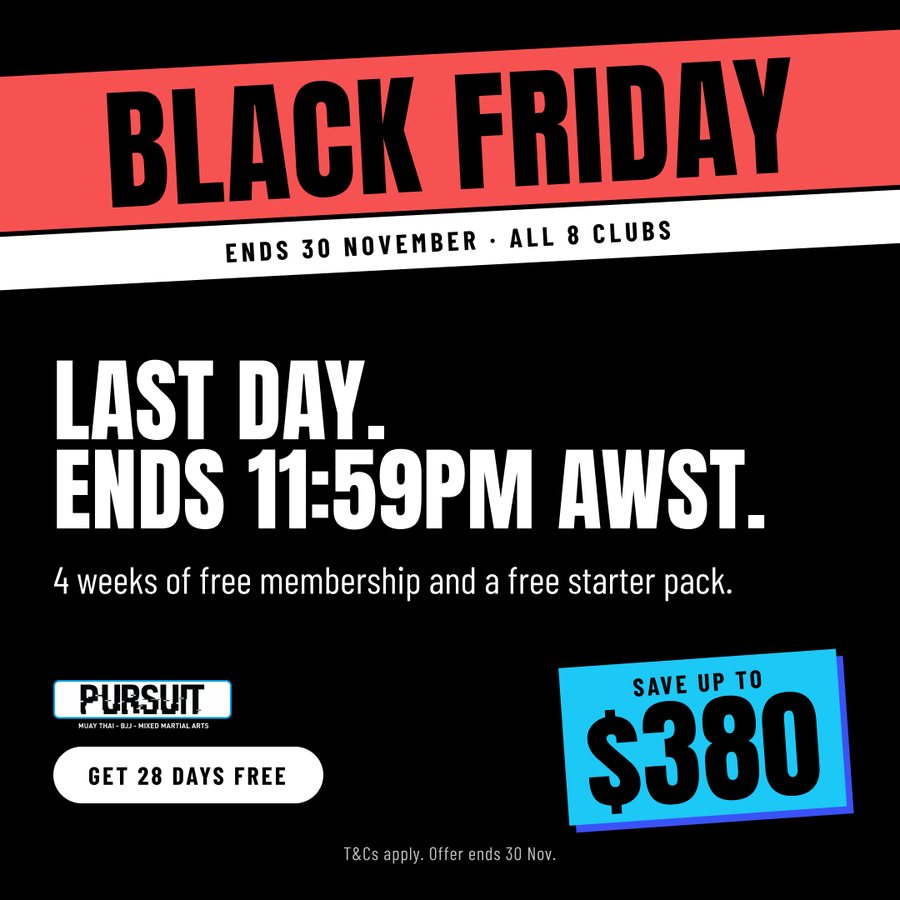 BLACK FRIDAY
ENDS 30 NOVEMBER · ALL 8 CLUBS
LAST DAY.
ENDS 11:59PM AWST.
4 weeks of free membership and a free starter pack.
PURSUIT
MUAY THAI • BJJ • MIXED MARTIAL ARTS
GET 28 DAYS FREE
SAVE UP TO
$380
T&Cs apply. Offer ends 30 Nov.